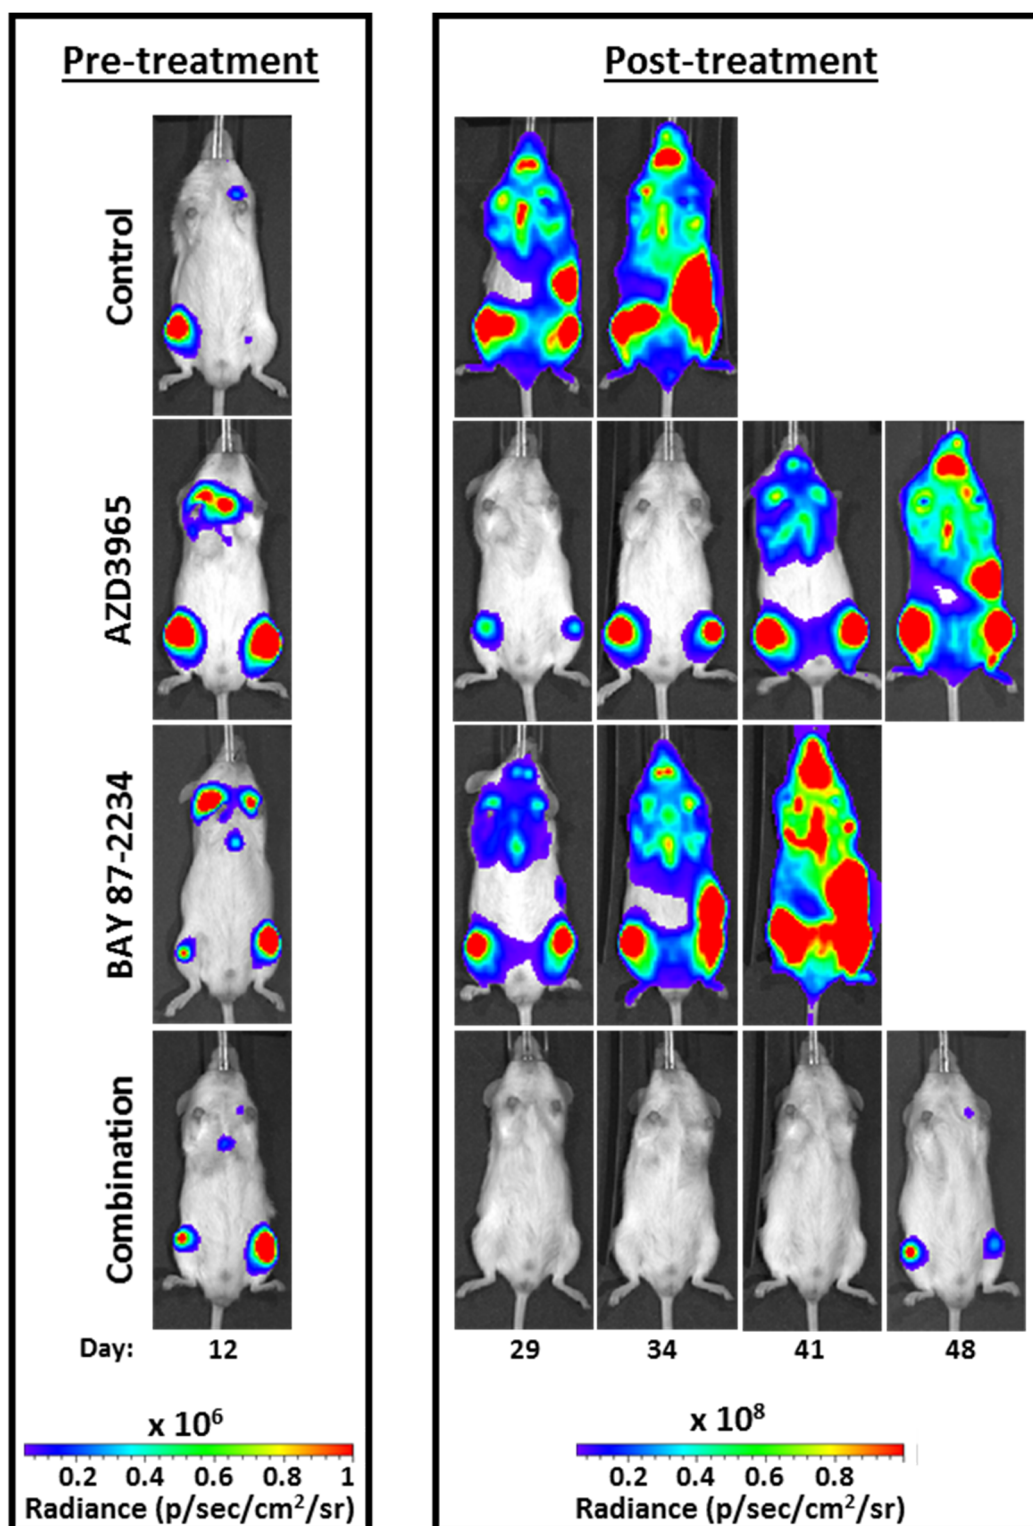 Pre-treatment
Post-treatment
Control
AZD3965
BAY 87-2234
Combination
Day: 12 29 34 41 48
x 10⁶
0.2 0.4 0.6 0.8 1
Radiance (p/sec/cm²/sr)
x 10⁸
0.2 0.4 0.6 0.8
Radiance (p/sec/cm²/sr)